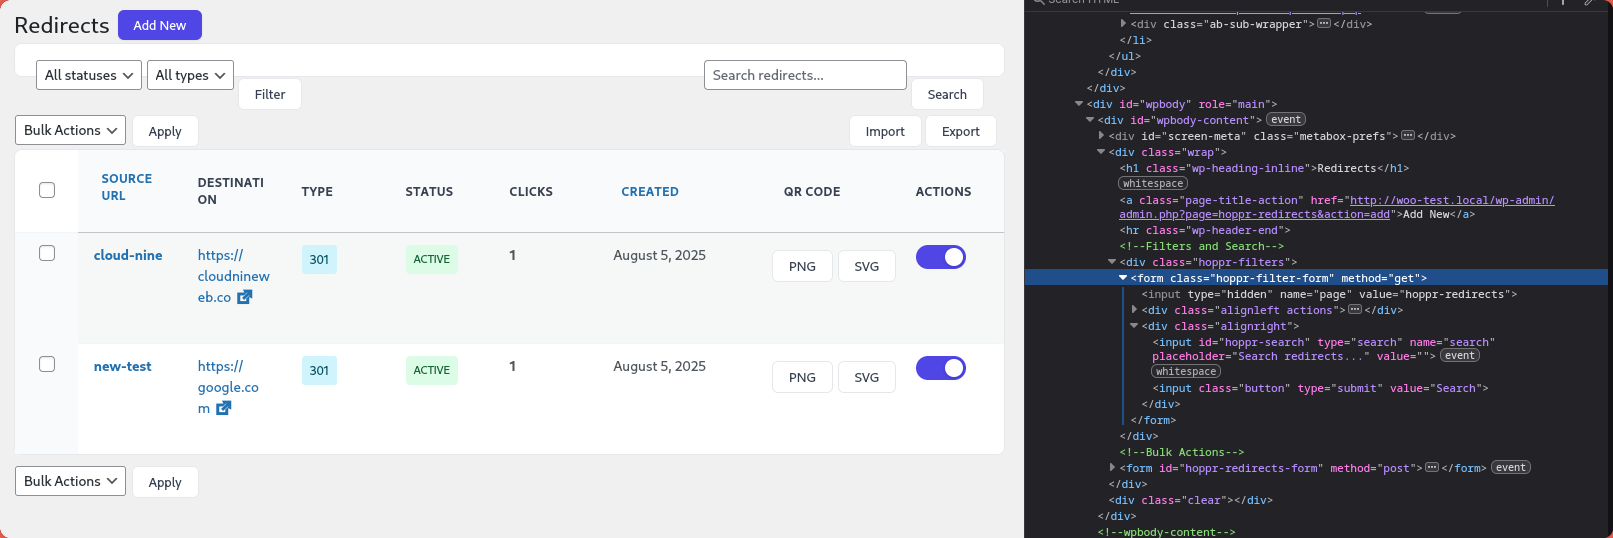 Redirects Add New
All statuses All types Search redirects...
Filter Search
Bulk Actions Apply Import Export
SOURCE URL DESTINATI ON TYPE STATUS CLICKS CREATED QR CODE ACTIONS
cloud-nine https:// cloudninew eb.co 301 ACTIVE 1 August 5, 2025 PNG SVG
new-test https:// google.co m 301 ACTIVE 1 August 5, 2025 PNG SVG
Bulk Actions Apply
Search HTML
<div class="ab-sub-wrapper"></div>
</li>
</ul>
</div>
</div>
<div id="wpbody" role="main">
<div id="wpbody-content"> event
<div id="screen-meta" class="metabox-prefs"></div>
<div class="wrap">
<h1 class="wp-heading-inline">Redirects</h1>
whitespace
<a class="page-title-action" href="http://woo-test.local/wp-admin/
admin.php?page=hoppr-redirects&action=add">Add New</a>
<hr class="wp-header-end">
<!--Filters and Search-->
<div class="hoppr-filters">
<form class="hoppr-filter-form" method="get">
<input type="hidden" name="page" value="hoppr-redirects">
<div class="alignleft actions"></div>
<div class="alignright">
<input id="hoppr-search" type="search" name="search"
placeholder="Search redirects..." value=""> event
whitespace
<input class="button" type="submit" value="Search">
</div>
</form>
</div>
<!--Bulk Actions-->
<form id="hoppr-redirects-form" method="post"></form> event
</div>
<div class="clear"></div>
</div>
<!--wpbody-content-->